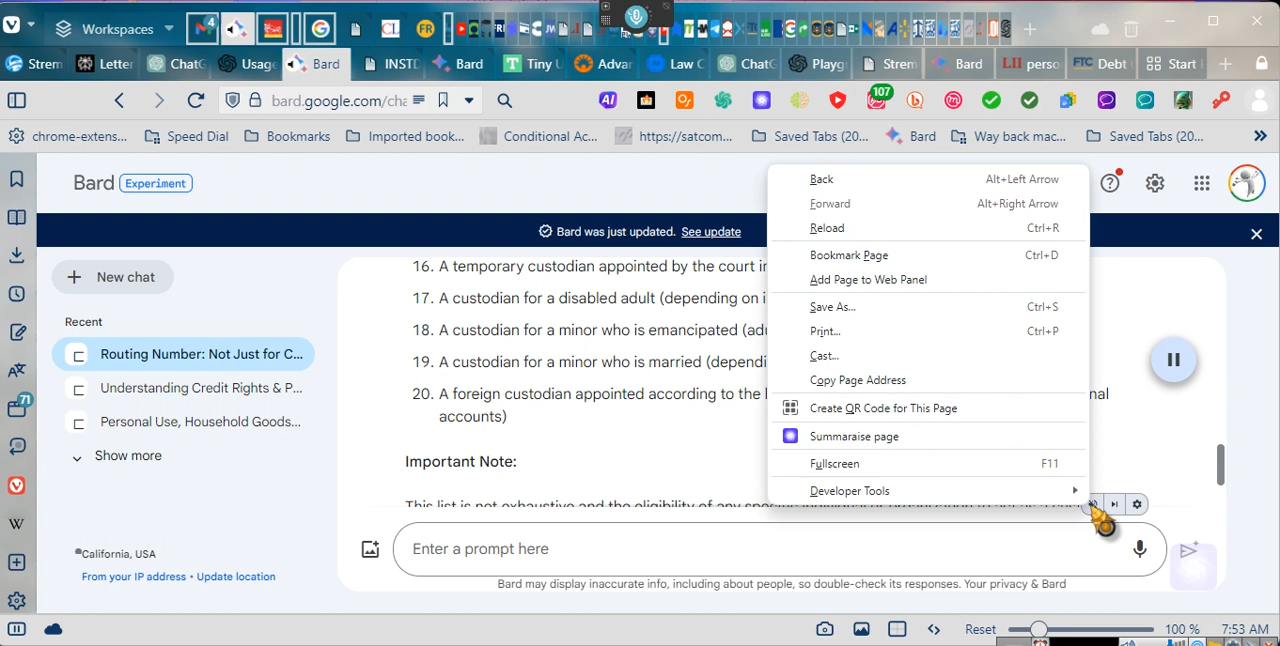 Workspaces
4
CL
FR
Strem
Letter
ChatG
Usage
Bard
INSTD
Bard
Tiny U
Advar
Law C
ChatG
Playg
Strem
Bard
LII perso
FTC Debt
Start
bard.google.com/cha
AI
107
chrome-exten...
Speed Dial
Bookmarks
Imported book...
Conditional Ac...
https://satcom...
Saved Tabs (20...
Bard
Way back mac...
Saved Tabs (20...
Bard Experiment
Bard was just updated. See update
New chat
Recent
Routing Number: Not Just for C...
Understanding Credit Rights & P...
Personal Use, Household Goods...
Show more
71
W
California, USA
From your IP address • Update location
16. A temporary custodian appointed by the court in
17. A custodian for a disabled adult (depending on i
18. A custodian for a minor who is emancipated (adu
19. A custodian for a minor who is married (dependi
20. A foreign custodian appointed according to the l
nal
accounts)
Important Note:
Back Alt+Left Arrow
Forward Alt+Right Arrow
Reload Ctrl+R
Bookmark Page Ctrl+D
Add Page to Web Panel
Save As... Ctrl+S
Print... Ctrl+P
Cast...
Copy Page Address
Create QR Code for This Page
Summaraise page
Fullscreen F11
Developer Tools
Enter a prompt here
Bard may display inaccurate info, including about people, so double-check its responses. Your privacy & Bard
Reset 100 % 7:53 AM